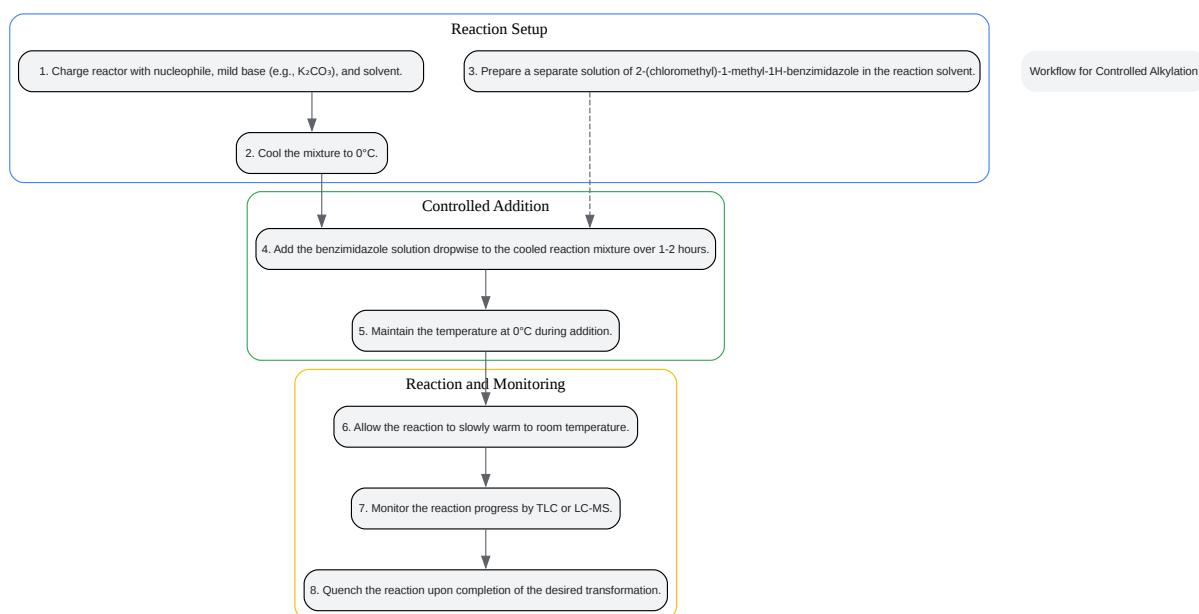 Reaction Setup
1. Charge reactor with nucleophile, mild base (e.g., K₂CO₃), and solvent.
3. Prepare a separate solution of 2-(chloromethyl)-1-methyl-1H-benzimidazole in the reaction solvent.
Workflow for Controlled Alkylation
2. Cool the mixture to 0°C.
Controlled Addition
4. Add the benzimidazole solution dropwise to the cooled reaction mixture over 1-2 hours.
5. Maintain the temperature at 0°C during addition.
Reaction and Monitoring
6. Allow the reaction to slowly warm to room temperature.
7. Monitor the reaction progress by TLC or LC-MS.
8. Quench the reaction upon completion of the desired transformation.